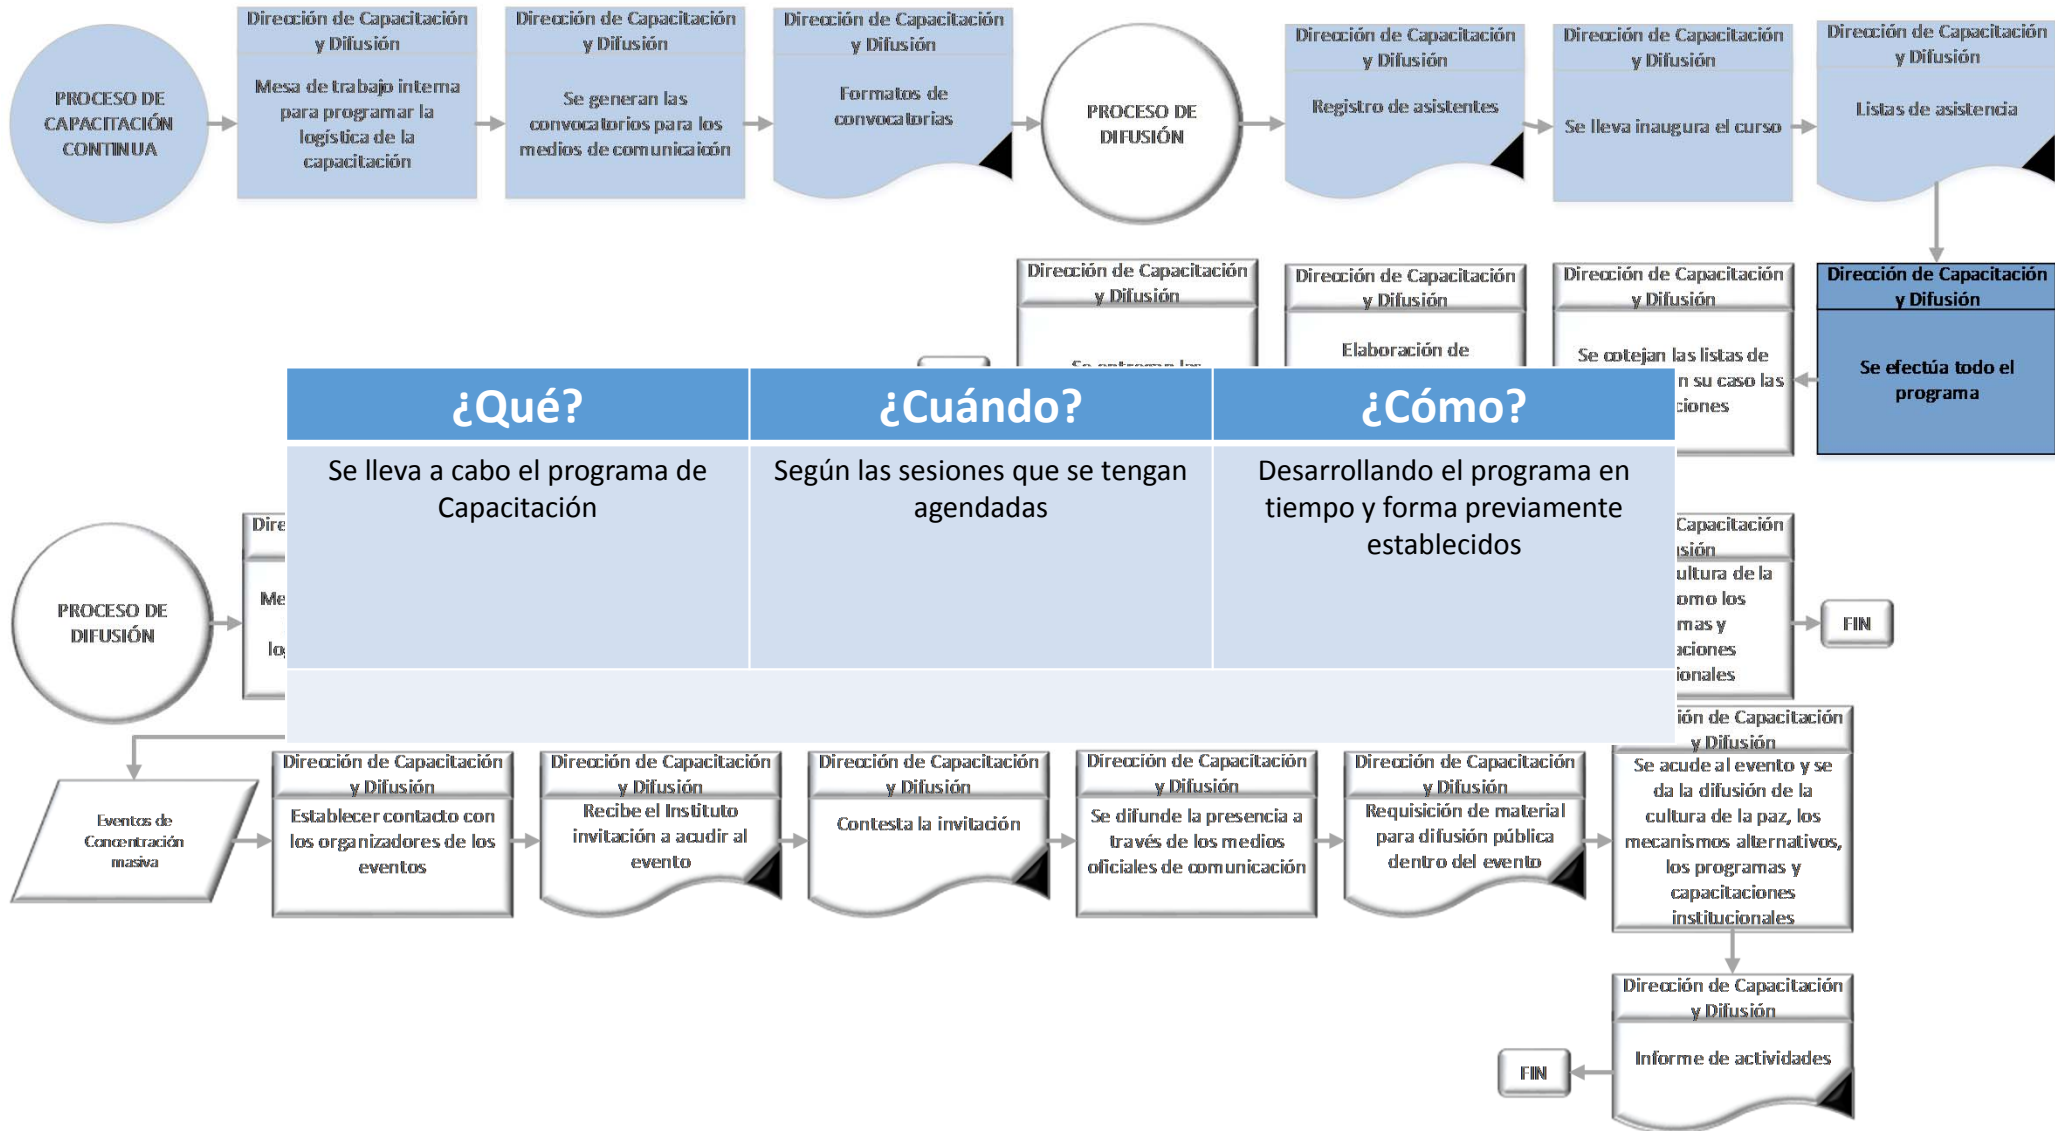 PROCESO DE
CAPACITACIÓN
CONTINUA
Dirección de Capacitación
y Difusión
Mesa de trabajo interna
para programar la
logística de la
capacitación
Dirección de Capacitación
y Difusión
Se generan las
convocatorios para los
medios de comunicaicón
Dirección de Capacitación
y Difusión
Formatos de
convocatorias
PROCESO DE
DIFUSIÓN
Dirección de Capacitación
y Difusión
Registro de asistentes
Dirección de Capacitación
y Difusión
Se lleva inaugura el curso
Dirección de Capacitación
y Difusión
Listas de asistencia
Dirección de Capacitación
y Difusión
Se entregan las
Dirección de Capacitación
y Difusión
Elaboración de
Dirección de Capacitación
y Difusión
Se cotejan las listas de
n su caso las
ciones
Dirección de Capacitación
y Difusión
Se efectúa todo el
programa
¿Qué?
¿Cuándo?
¿Cómo?
Se lleva a cabo el programa de
Capacitación
Según las sesiones que se tengan
agendadas
Desarrollando el programa en
tiempo y forma previamente
establecidos
PROCESO DE
DIFUSIÓN
Dire
Me
Capacitación
usión
ultura de la
omo los
mas y
aciones
ionales
FIN
Eventos de
Concentración
masiva
Dirección de Capacitación
y Difusión
Establecer contacto con
los organizadores de los
eventos
Dirección de Capacitación
y Difusión
Recibe el Instituto
invitación a acudir al
evento
Dirección de Capacitación
y Difusión
Contesta la invitación
Dirección de Capacitación
y Difusión
Se difunde la presencia a
través de los medios
oficiales de comunicación
Dirección de Capacitación
y Difusión
Requisición de material
para difusión pública
dentro del evento
ión de Capacitación
y Difusión
Se acude al evento y se
da la difusión de la
cultura de la paz, los
mecanismos alternativos,
los programas y
capacitaciones
institucionales
Dirección de Capacitación
y Difusión
Informe de actividades
FIN